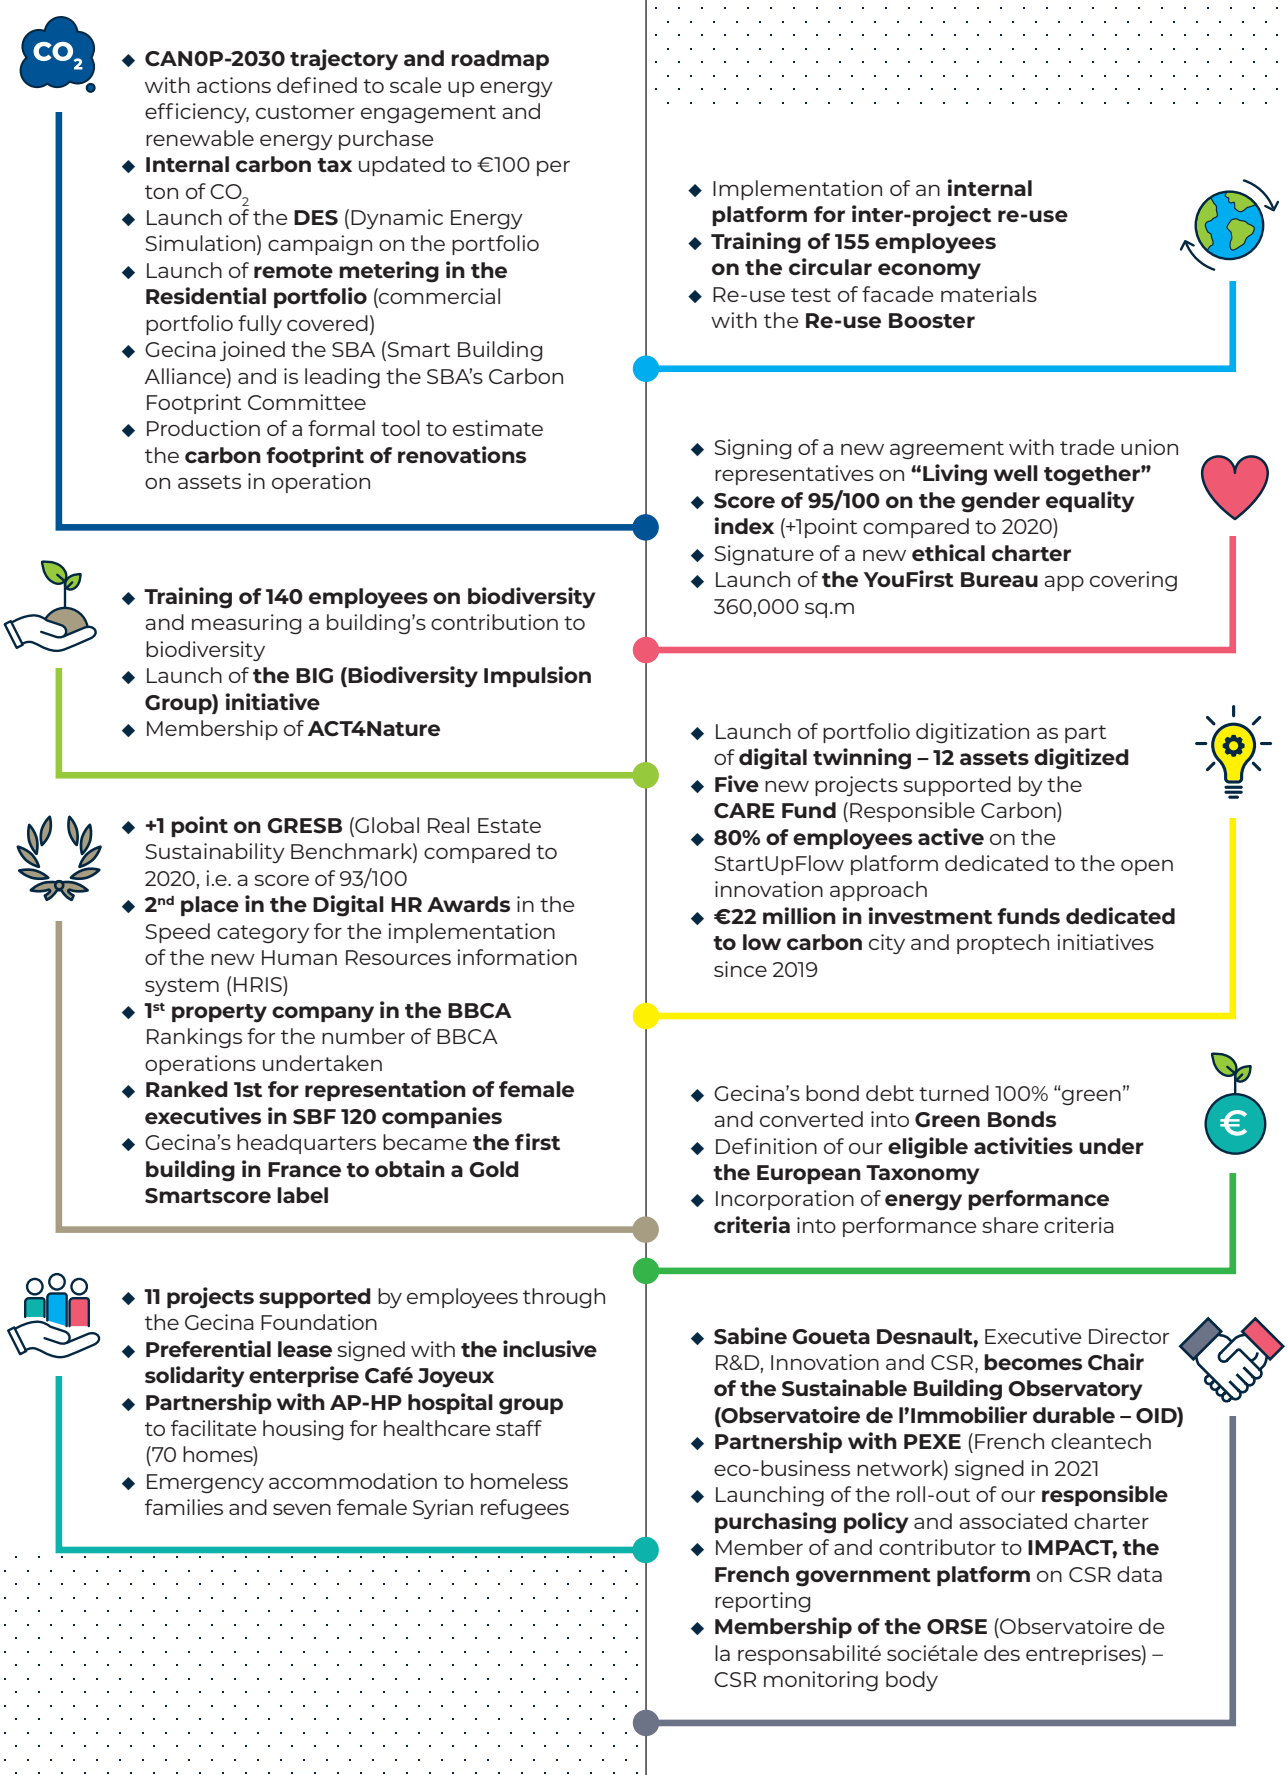 CO2
◆ CAN0P-2030 trajectory and roadmap
with actions defined to scale up energy
efficiency, customer engagement and
renewable energy purchase
◆ Internal carbon tax updated to €100 per
ton of CO2
◆ Launch of the DES (Dynamic Energy
Simulation) campaign on the portfolio
◆ Launch of remote metering in the
Residential portfolio (commercial
portfolio fully covered)
◆ Gecina joined the SBA (Smart Building
Alliance) and is leading the SBA's Carbon
Footprint Committee
◆ Production of a formal tool to estimate
the carbon footprint of renovations
on assets in operation
◆ Implementation of an internal
platform for inter-project re-use
◆ Training of 155 employees
on the circular economy
◆ Re-use test of facade materials
with the Re-use Booster
◆ Signing of a new agreement with trade union
representatives on “Living well together”
◆ Score of 95/100 on the gender equality
index (+1point compared to 2020)
◆ Signature of a new ethical charter
◆ Launch of the YouFirst Bureau app covering
360,000 sq.m
◆ Training of 140 employees on biodiversity
and measuring a building's contribution to
biodiversity
◆ Launch of the BIG (Biodiversity Impulsion
Group) initiative
◆ Membership of ACT4Nature
◆ Launch of portfolio digitization as part
of digital twinning – 12 assets digitized
◆ Five new projects supported by the
CARE Fund (Responsible Carbon)
◆ 80% of employees active on the
StartUpFlow platform dedicated to the open
innovation approach
◆ €22 million in investment funds dedicated
to low carbon city and proptech initiatives
since 2019
◆ +1 point on GRESB (Global Real Estate
Sustainability Benchmark) compared to
2020, i.e. a score of 93/100
◆ 2nd place in the Digital HR Awards in the
Speed category for the implementation
of the new Human Resources information
system (HRIS)
◆ 1st property company in the BBCA
Rankings for the number of BBCA
operations undertaken
◆ Ranked 1st for representation of female
executives in SBF 120 companies
◆ Gecina's headquarters became the first
building in France to obtain a Gold
Smartscore label
€
◆ Gecina's bond debt turned 100% “green”
and converted into Green Bonds
◆ Definition of our eligible activities under
the European Taxonomy
◆ Incorporation of energy performance
criteria into performance share criteria
◆ 11 projects supported by employees through
the Gecina Foundation
◆ Preferential lease signed with the inclusive
solidarity enterprise Café Joyeux
◆ Partnership with AP-HP hospital group
to facilitate housing for healthcare staff
(70 homes)
◆ Emergency accommodation to homeless
families and seven female Syrian refugees
◆ Sabine Goueta Desnault, Executive Director
R&D, Innovation and CSR, becomes Chair
of the Sustainable Building Observatory
(Observatoire de l'Immobilier durable – OID)
◆ Partnership with PEXE (French cleantech
eco-business network) signed in 2021
◆ Launching of the roll-out of our responsible
purchasing policy and associated charter
◆ Member of and contributor to IMPACT, the
French government platform on CSR data
reporting
◆ Membership of the ORSE (Observatoire de
la responsabilité sociétale des entreprises) –
CSR monitoring body